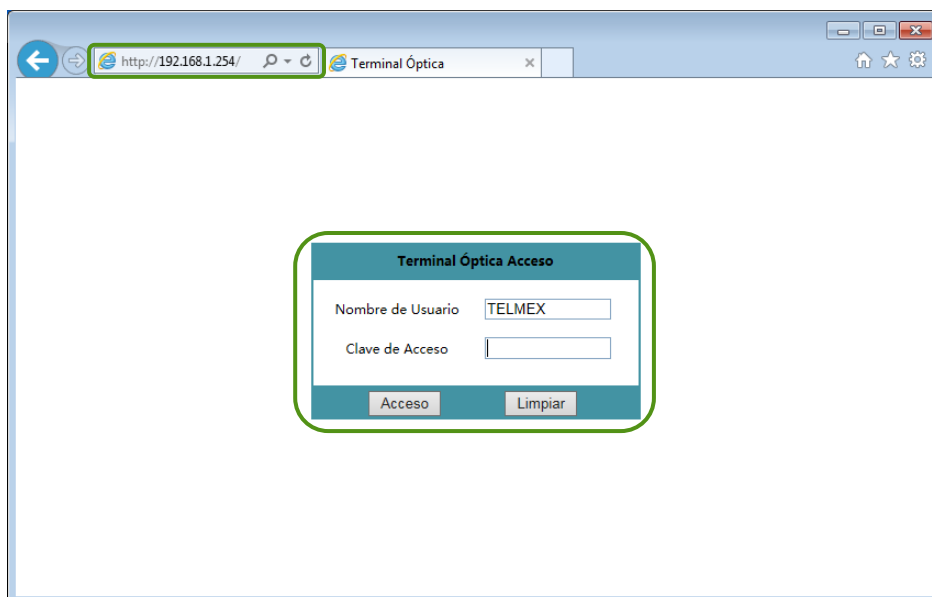 http://192.168.1.254/
Terminal Óptica
Terminal Óptica Acceso
Nombre de Usuario TELMEX
Clave de Acceso
Acceso Limpiar